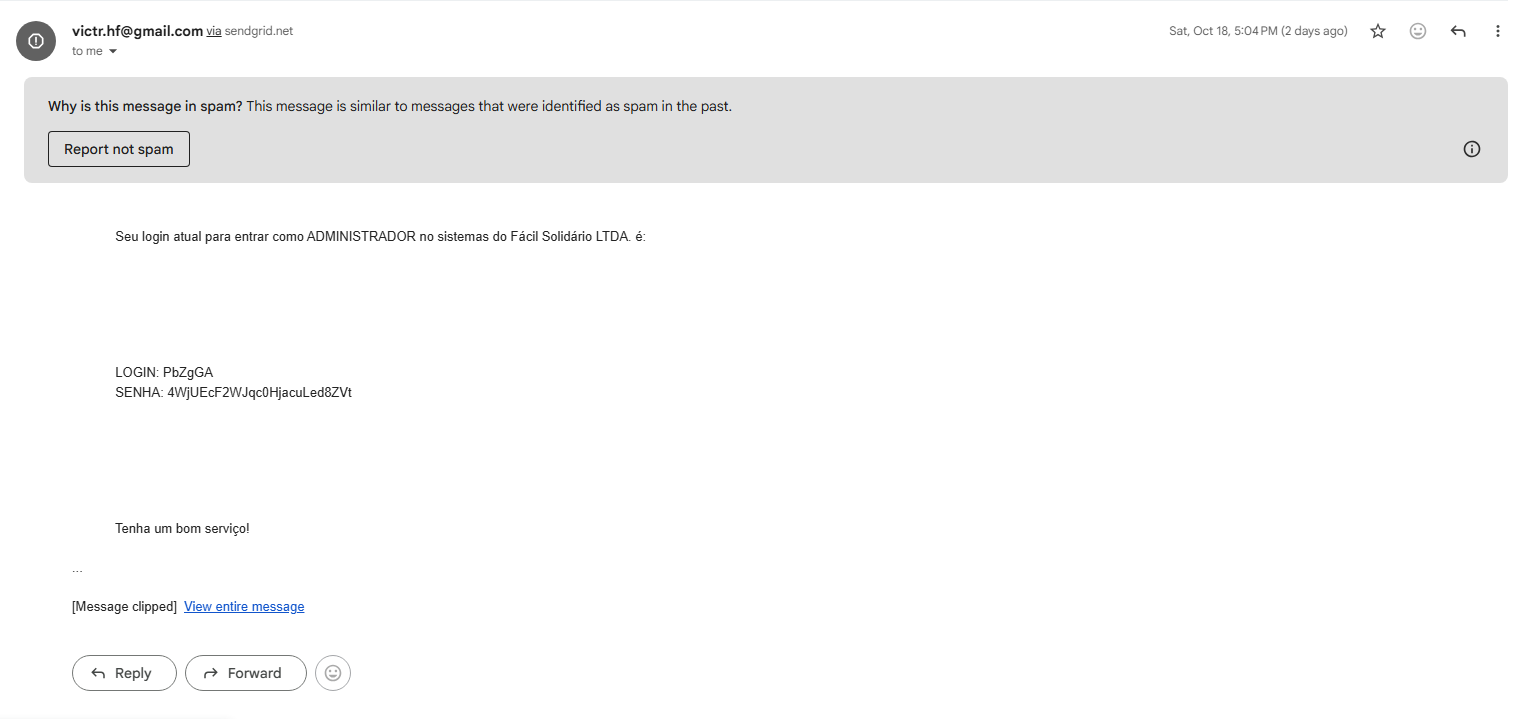 victr.hf@gmail.com via sendgrid.net
Sat, Oct 18, 5:04 PM (2 days ago)
to me
Why is this message in spam? This message is similar to messages that were identified as spam in the past.
Report not spam
Seu login atual para entrar como ADMINISTRADOR no sistemas do Fácil Solidário LTDA. é:
LOGIN: PbZgGA
SENHA: 4WjUEcF2WJqc0HjacuLed8ZVt
Tenha um bom serviço!
...
[Message clipped] View entire message
Reply Forward